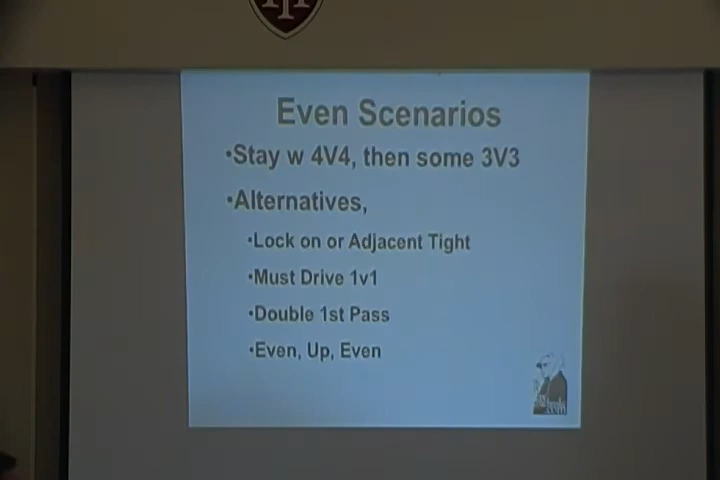 Even Scenarios
•Stay w 4V4, then some 3V3
•Alternatives,
•Lock on or Adjacent Tight
•Must Drive 1v1
•Double 1st Pass
•Even, Up, Even